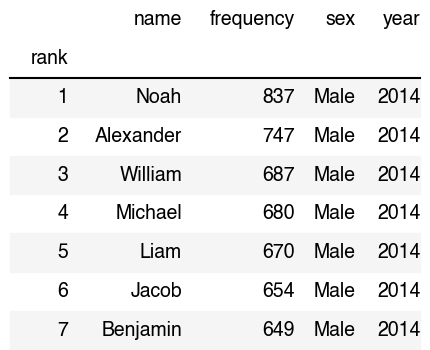 name frequency sex year
rank
1 Noah 837 Male 2014
2 Alexander 747 Male 2014
3 William 687 Male 2014
4 Michael 680 Male 2014
5 Liam 670 Male 2014
6 Jacob 654 Male 2014
7 Benjamin 649 Male 2014